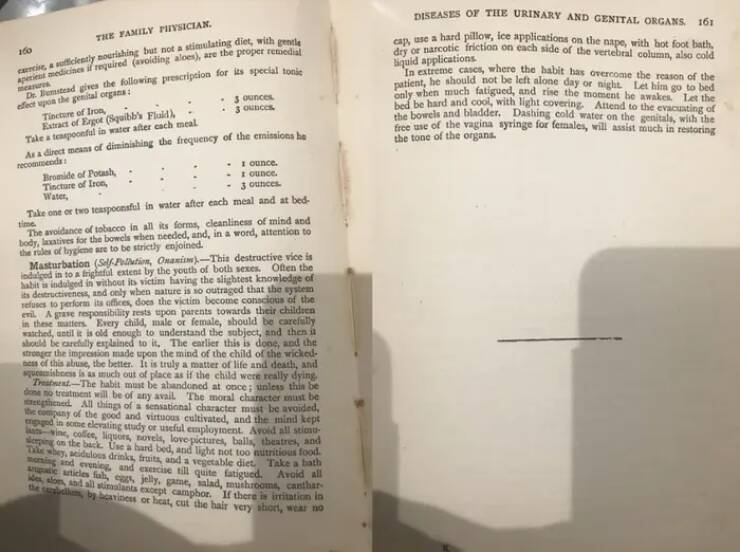 160
THE FAMILY PHYSICIAN.
exercise, a sufficiently nourishing but not a stimulating diet, with gentle
aperient medicines if required (avoiding aloes), are the proper remedial
measures.
Dr. Bumstead gives the following prescription for its special tonic
effect upon the genital organs:
Tincture of Iron, - - 3 ounces.
Extract of Ergot (Squibb's Fluid), - - 3 ounces.
Take a teaspoonful in water after each meal.
As a direct means of diminishing the frequency of the emissions he
recommends:
Bromide of Potash, - - - - 1 ounce.
Tincture of Iron, - - - - 1 ounce.
Water, - - - - 3 ounces.
Take one or two teaspoonsful in water after each meal and at bed-
time.
The avoidance of tobacco in all its forms, cleanliness of mind and
body, laxatives for the bowels when needed, and, in a word, attention to
the rules of hygiene are to be strictly enjoined.
Masturbation (Self-Pollution, Onanism).—This destructive vice is
indulged in to a frightful extent by the youth of both sexes. Often the
habit is indulged in without its victim having the slightest knowledge of
its destructiveness, and only when nature is so outraged that the system
refuses to perform its offices, does the victim become conscious of the
evil. A grave responsibility rests upon parents towards their children
in these matters. Every child, male or female, should be carefully
watched, until it is old enough to understand the subject, and then it
should be carefully explained to it. The earlier this is done, and the
stronger the impression made upon the mind of the child of the wicked-
ness of this abuse, the better. It is truly a matter of life and death, and
squeamishness is as much out of place as if the child were really dying.
Treatment.—The habit must be abandoned at once; unless this be
done no treatment will be of any avail. The moral character must be
strengthened. All things of a sensational character must be avoided,
the company of the good and virtuous cultivated, and the mind kept
engaged in some elevating study or useful employment. Avoid all stimu-
lants—wine, coffee, liquors, novels, love-pictures, balls, theatres, and
sleeping on the back. Use a hard bed, and light not too nutritious food.
Take whey, acidulous drinks, fruits, and a vegetable diet. Take a bath
morning and evening, and exercise till quite fatigued. Avoid all
aromatic articles fish, eggs, jelly, game, salad, mushrooms, canthar-
ides, aloes, and all stimulants except camphor. If there is irritation in
the cerebellum, by heaviness or heat, cut the hair very short, wear no
DISEASES OF THE URINARY AND GENITAL ORGANS. 161
cap, use a hard pillow, ice applications on the nape, with hot foot bath,
dry or narcotic friction on each side of the vertebral column, also cold
liquid applications.
In extreme cases, where the habit has overcome the reason of the
patient, he should not be left alone day or night. Let him go to bed
only when much fatigued, and rise the moment he awakes. Let the
bed be hard and cool, with light covering. Attend to the evacuating of
the bowels and bladder. Dashing cold water on the genitals, with the
free use of the vagina syringe for females, will assist much in restoring
the tone of the organs.